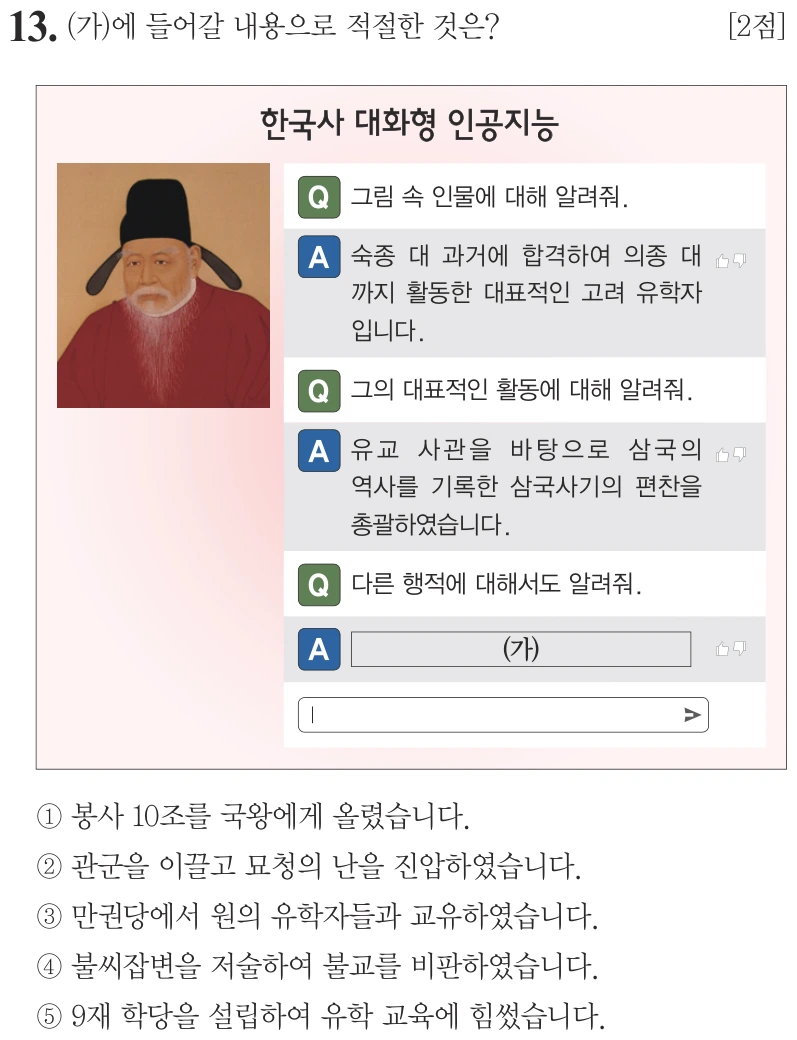 13. (가)에 들어갈 내용으로 적절한 것은? [2점]
한국사 대화형 인공지능
Q 그림 속 인물에 대해 알려줘.
A 숙종 대 과거에 합격하여 의종 대
까지 활동한 대표적인 고려 유학자
입니다.
Q 그의 대표적인 활동에 대해 알려줘.
A 유교 사관을 바탕으로 삼국의
역사를 기록한 삼국사기의 편찬을
총괄하였습니다.
Q 다른 행적에 대해서도 알려줘.
A (가)
① 봉사 10조를 국왕에게 올렸습니다.
② 관군을 이끌고 묘청의 난을 진압하였습니다.
③ 만권당에서 원의 유학자들과 교유하였습니다.
④ 불씨잡변을 저술하여 불교를 비판하였습니다.
⑤ 9재 학당을 설립하여 유학 교육에 힘썼습니다.